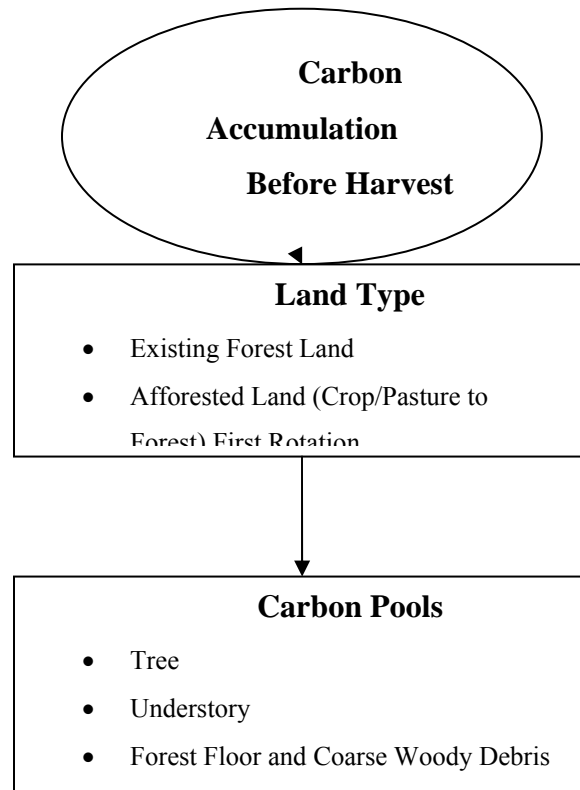 Carbon
Accumulation
Before Harvest
Land Type
• Existing Forest Land
• Afforested Land (Crop/Pasture to
Forest) First Rotation
Carbon Pools
• Tree
• Understory
• Forest Floor and Coarse Woody Debris